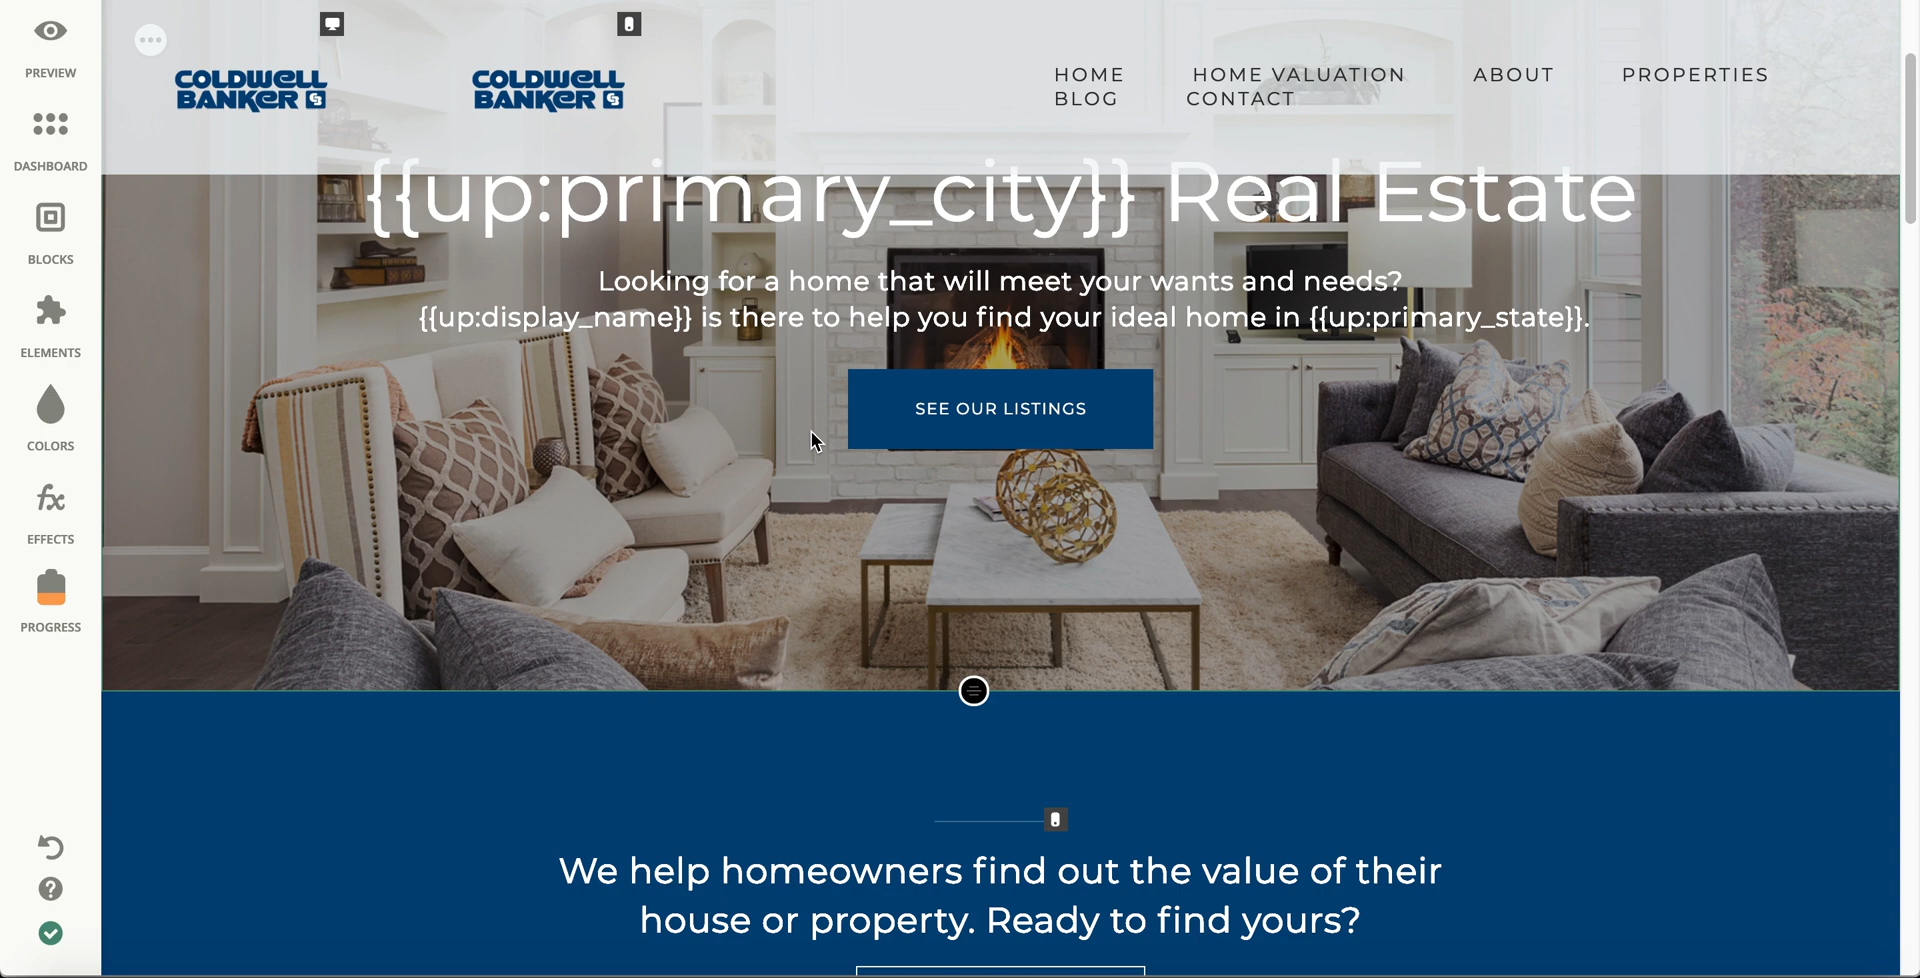 PREVIEW
DASHBOARD
BLOCKS
ELEMENTS
COLORS
fx
EFFECTS
PROGRESS
COLDWELL
BANKER CB
COLDWELL
BANKER CB
HOME HOME VALUATION ABOUT PROPERTIES
BLOG CONTACT
{{up:primary_city}} Real Estate
Looking for a home that will meet your wants and needs?
{{up:display_name}} is there to help you find your ideal home in {{up:primary_state}}.
SEE OUR LISTINGS
We help homeowners find out the value of their
house or property. Ready to find yours?